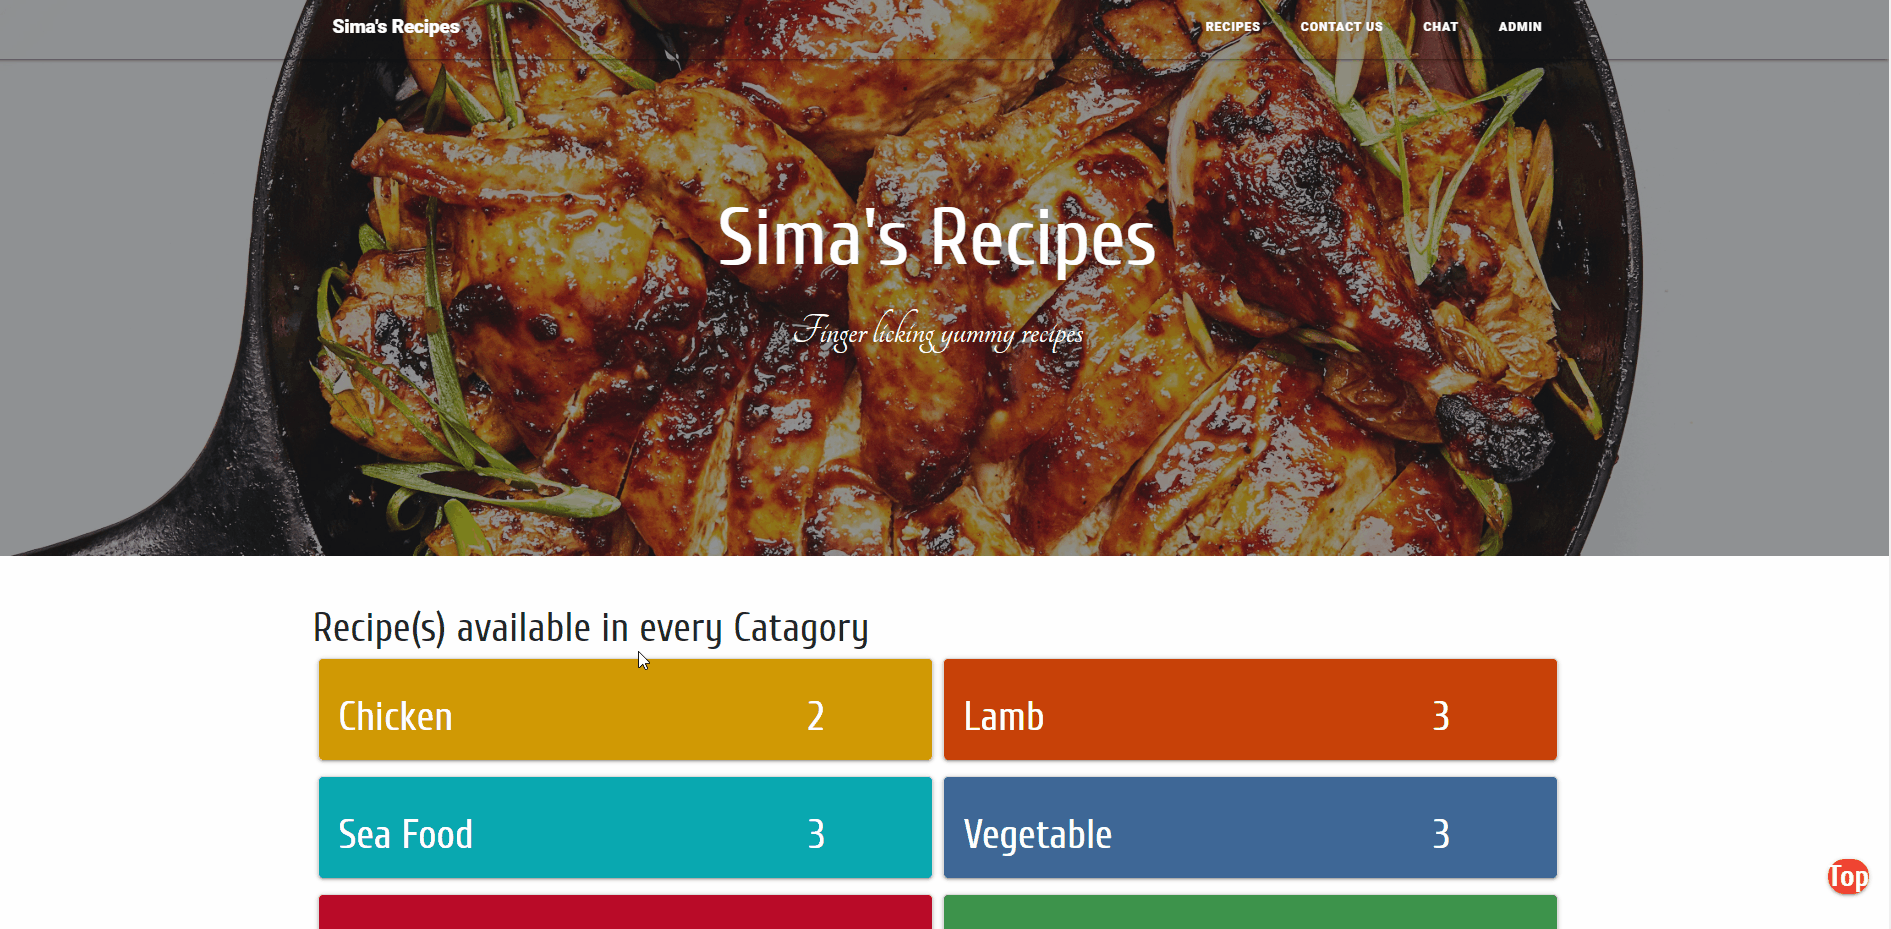 Sima's Recipes
RECIPES CONTACT US CHAT ADMIN
Sima's Recipes
Finger licking yummy recipes
Recipe(s) available in every Catagory
Chicken 2
Lamb 3
Sea Food 3
Vegetable 3
Top